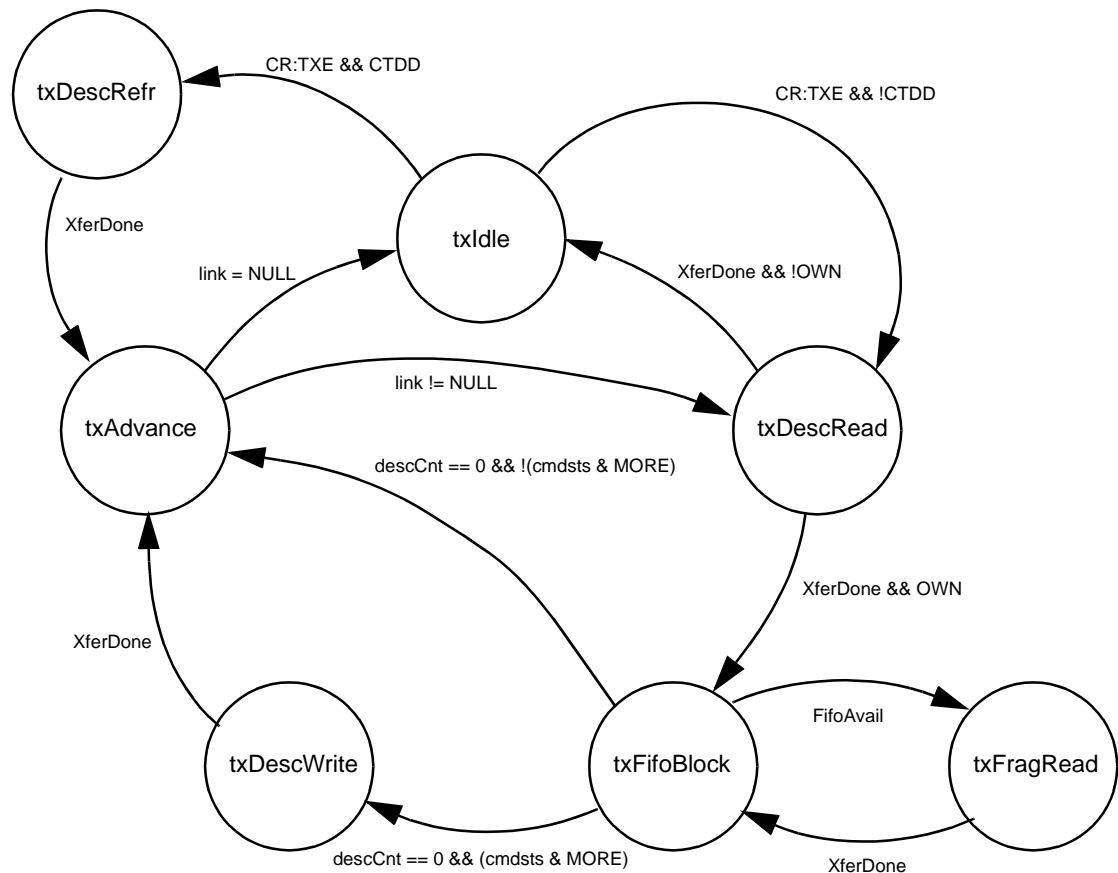 CR:TXE && CTDD
txDescRefr
CR:TXE && !CTDD
XferDone
txIdle
link = NULL
XferDone && !OWN
link != NULL
txAdvance
txDescRead
descCnt == 0 && !(cmdsts & MORE)
XferDone && OWN
XferDone
FifoAvail
txDescWrite
txFifoBlock
txFragRead
descCnt == 0 && (cmdsts & MORE)
XferDone